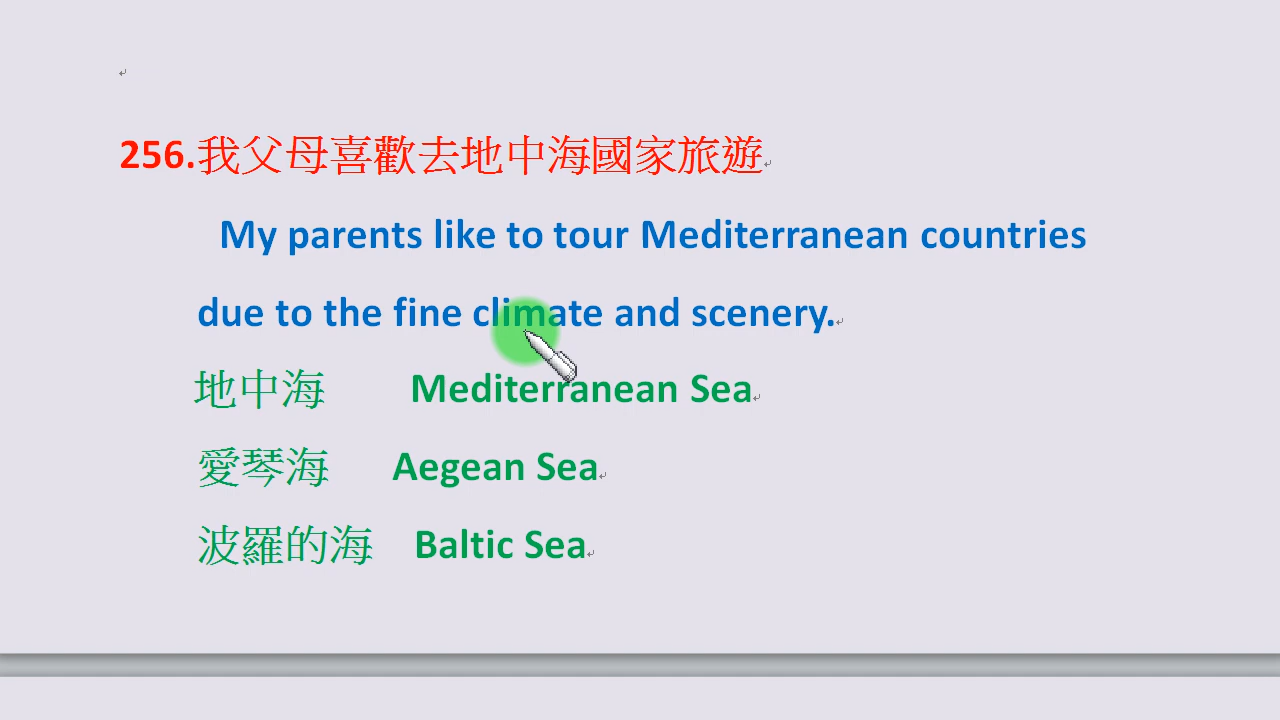 256.我父母喜歡去地中海國家旅遊
My parents like to tour Mediterranean countries
due to the fine climate and scenery.
地中海 Mediterranean Sea
愛琴海 Aegean Sea
波羅的海 Baltic Sea